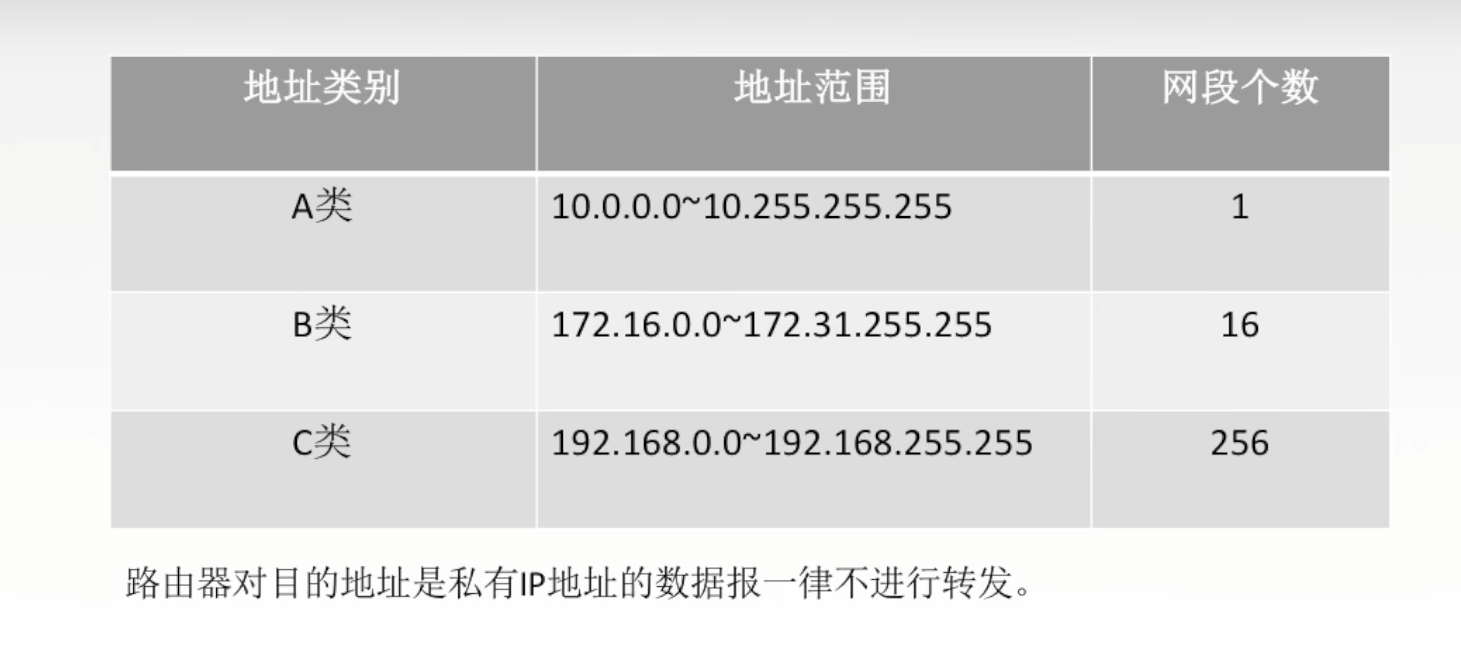 地址类别 地址范围 网段个数
A类 10.0.0.0~10.255.255.255 1
B类 172.16.0.0~172.31.255.255 16
C类 192.168.0.0~192.168.255.255 256
路由器对目的地址是私有IP地址的数据报一律不进行转发。